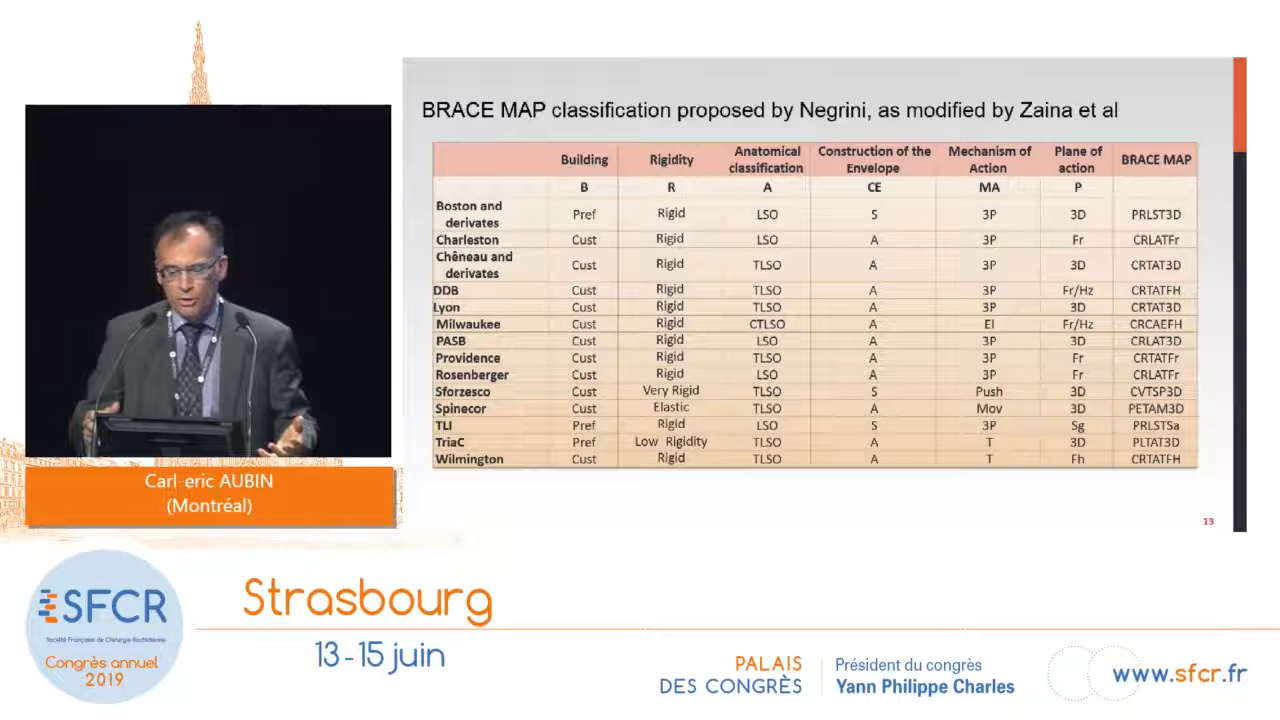 BRACE MAP classification proposed by Negrini, as modified by Zaina et al
Building Rigidity Anatomical classification Construction of the Envelope Mechanism of Action Plane of action BRACE MAP
B R A CE MA P
Boston and derivates Pref Rigid LSO S 3P 3D PRLST3D
Charleston Cust Rigid LSO A 3P Fr CRLATFr
Chêneau and derivates Cust Rigid TLSO A 3P 3D CRTAT3D
DDB Cust Rigid TLSO A 3P Fr/Hz CRTATFH
Lyon Cust Rigid TLSO A 3P 3D CRTAT3D
Milwaukee Cust Rigid CTLSO A El Fr/Hz CRCAEFH
PASB Cust Rigid LSO A 3P 3D CRLAT3D
Providence Cust Rigid TLSO A 3P Fr CRTATFr
Rosenberger Cust Rigid LSO A 3P Fr CRLATFr
Sforzesco Cust Very Rigid TLSO S Push 3D CVTSP3D
Spinecor Cust Elastic TLSO A Mov 3D PETAM3D
TLI Pref Rigid LSO S 3P Sg PRLSTSa
TriaC Pref Low Rigidity TLSO A T 3D PLTAT3D
Wilmington Cust Rigid TLSO A T Fh CRTATFH
13
Carl-eric AUBIN
(Montréal)
SFCR
Société Française de Chirurgie Rachidienne
Congrès annuel
2019
Strasbourg
13-15 juin
PALAIS
DES CONGRÈS
Président du congrès
Yann Philippe Charles
www.sfcr.fr